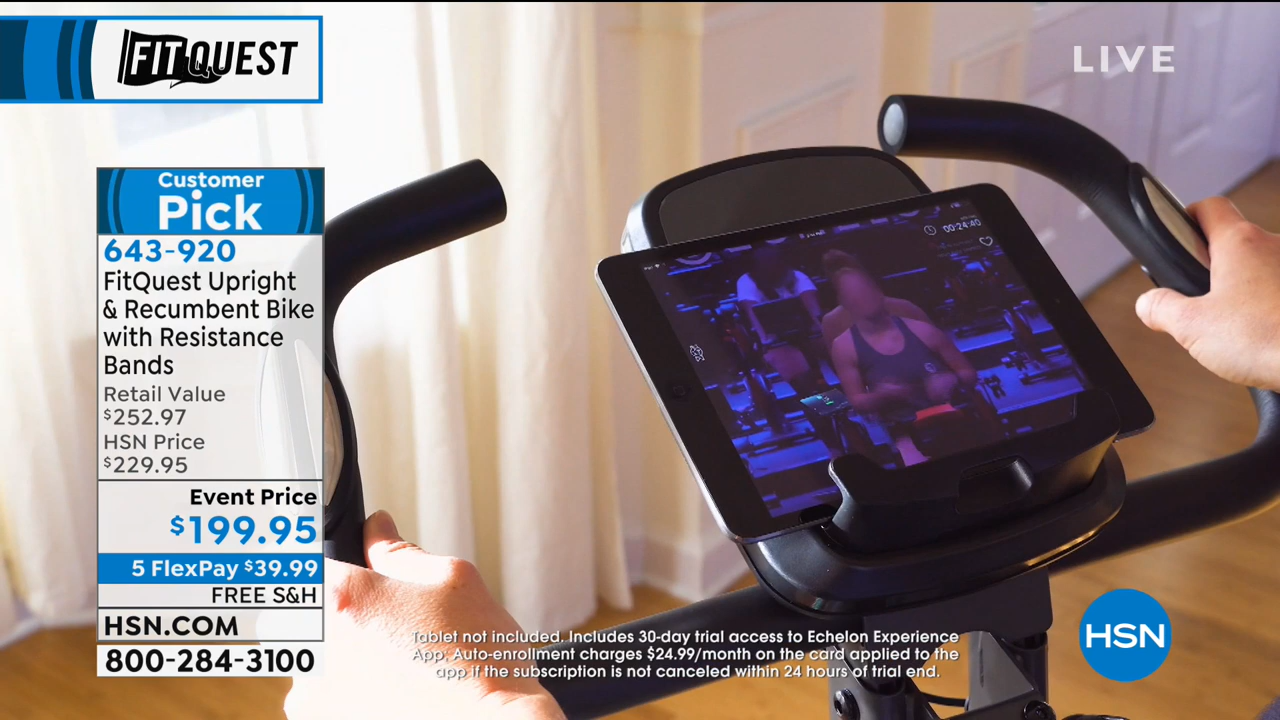 FITQUEST
LIVE
Customer
Pick
643-920
FitQuest Upright
& Recumbent Bike
with Resistance
Bands
Retail Value
$252.97
HSN Price
$229.95
Event Price
$199.95
5 FlexPay $39.99
FREE S&H
HSN.COM
800-284-3100
00:24:40
Tablet not included. Includes 30-day trial access to Echelon Experience
App. Auto-enrollment charges $24.99/month on the card applied to the
app if the subscription is not canceled within 24 hours of trial end.
HSN